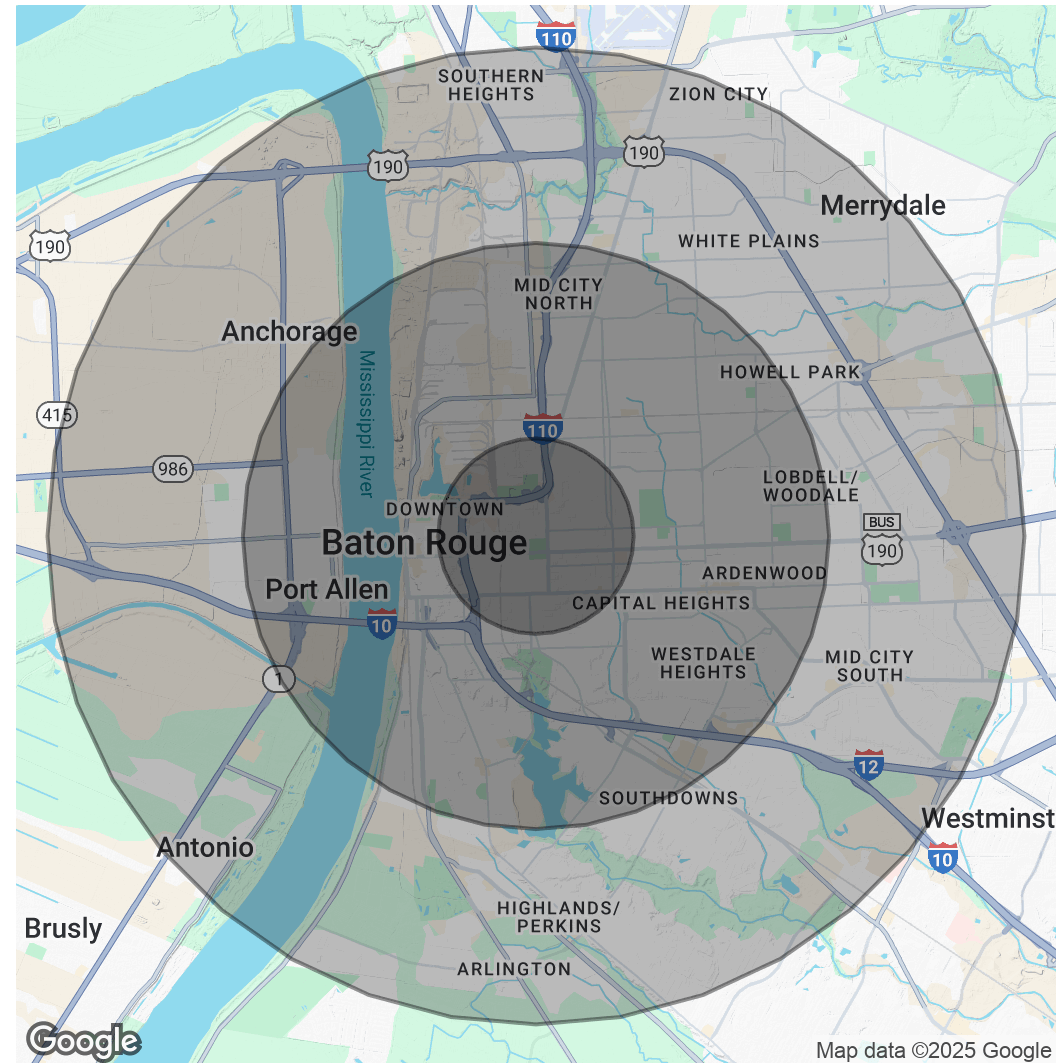 110
SOUTHERN
HEIGHTS
ZION CITY
190
190
Merrydale
190
WHITE PLAINS
MID CITY
NORTH
Anchorage
Mississippi River
HOWELL PARK
415
110
986
LOBDELL/
WOODALE
DOWNTOWN
BUS
190
Baton Rouge
ARDENWOOD
Port Allen
CAPITAL HEIGHTS
10
WESTDALE
HEIGHTS
MID CITY
SOUTH
1
12
SOUTHDOWNS
Westminst
Antonio
10
HIGHLANDS/
PERKINS
Brusly
ARLINGTON
Google
Map data ©2025 Google